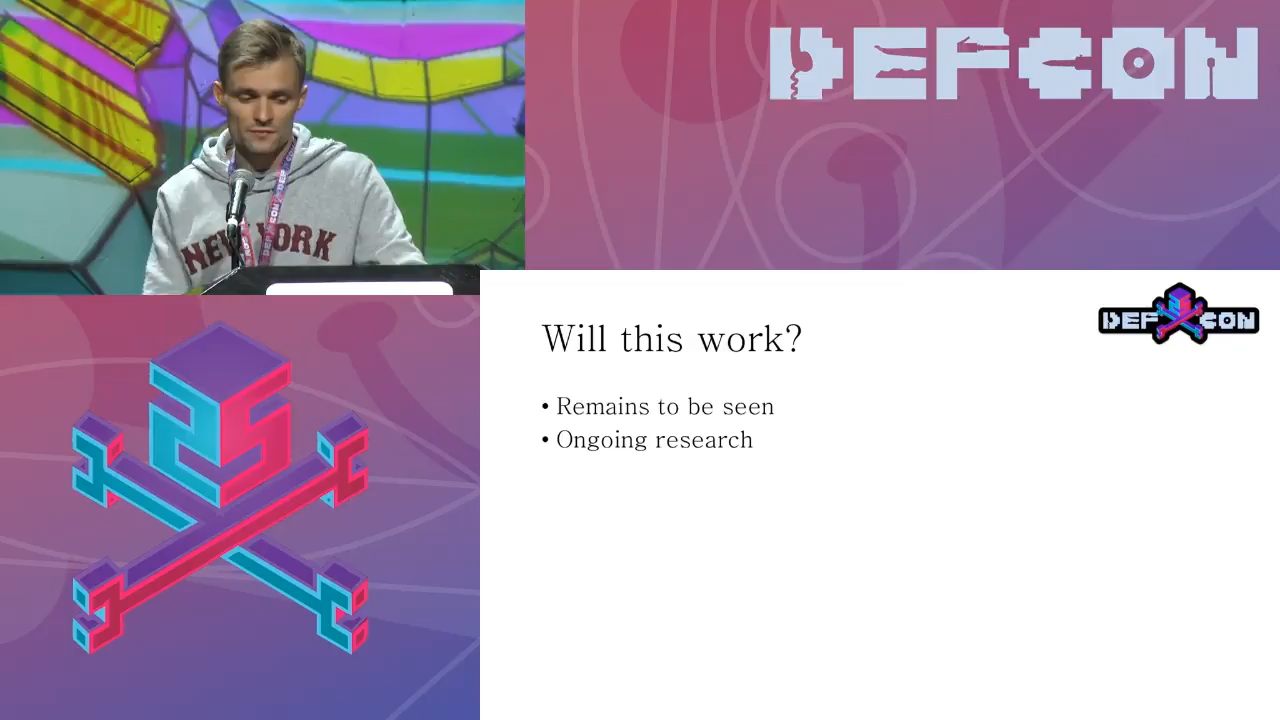 DEFCON
NEW YORK
DEF CON
Will this work?
• Remains to be seen
• Ongoing research